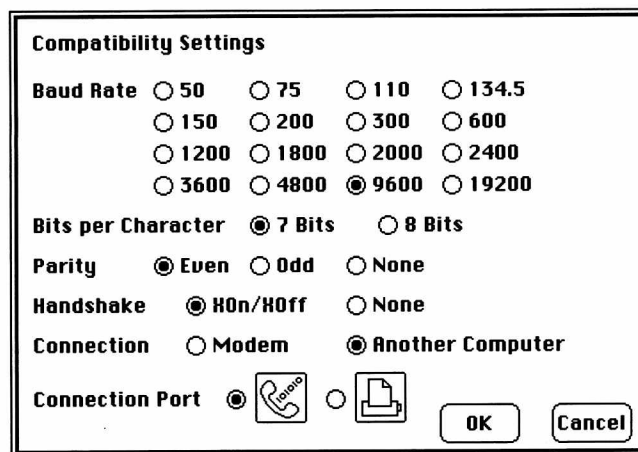 Compatibility Settings
Baud Rate 50 75 110 134.5
150 200 300 600
1200 1800 2000 2400
3600 4800 9600 19200
Bits per Character 7 Bits 8 Bits
Parity Even Odd None
Handshake XOn/XOff None
Connection Modem Another Computer
Connection Port 101010
OK Cancel